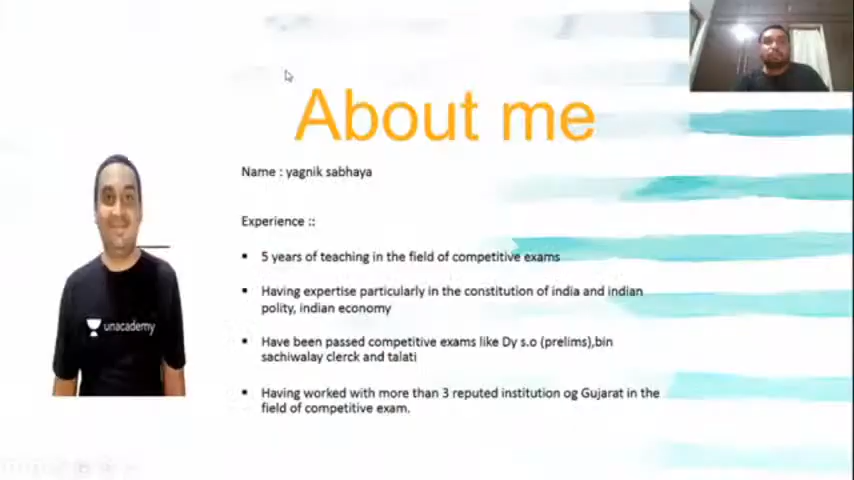 About me
Name : yagnik sabhaya
Experience ::
▪ 5 years of teaching in the field of competitive exams
▪ Having expertise particularly in the constitution of india and indian
polity, indian economy
▪ Have been passed competitive exams like Dy s.o (prelims),bin
sachiwalay clerck and talati
▪ Having worked with more than 3 reputed institution og Gujarat in the
field of competitive exam.
unacademy